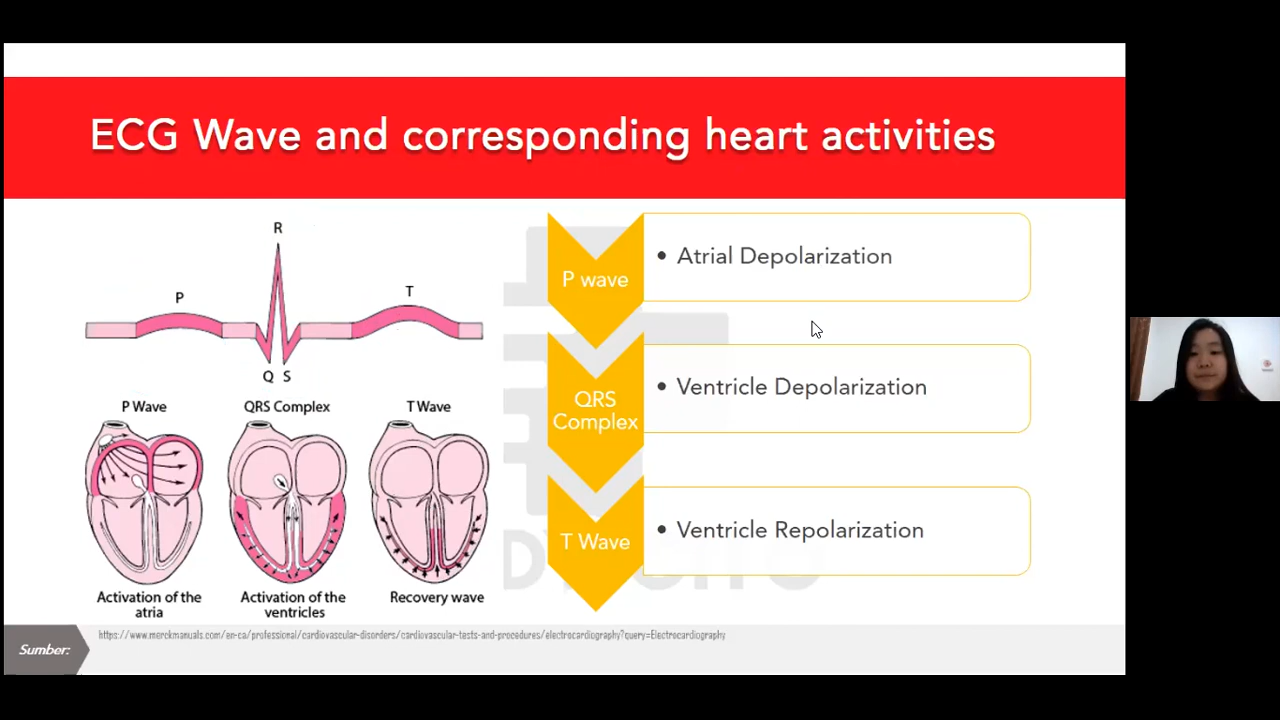 ECG Wave and corresponding heart activities
R
P
T
Q S
P Wave
QRS Complex
T Wave
Activation of the
atria
Activation of the
ventricles
Recovery wave
P wave
• Atrial Depolarization
QRS
Complex
• Ventricle Depolarization
T Wave
• Ventricle Repolarization
Sumber:
https://www.merckmanuals.com/en-ca/professional/cardiovascular-disorders/cardiovascular-tests-and-procedures/electrocardiography?query=Electrocardiography